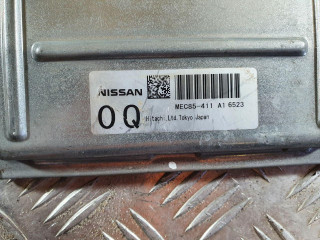 NISSAN
MEC85-411 A1 6523
0Q
Hitachi,Ltd.Tokyo Japan